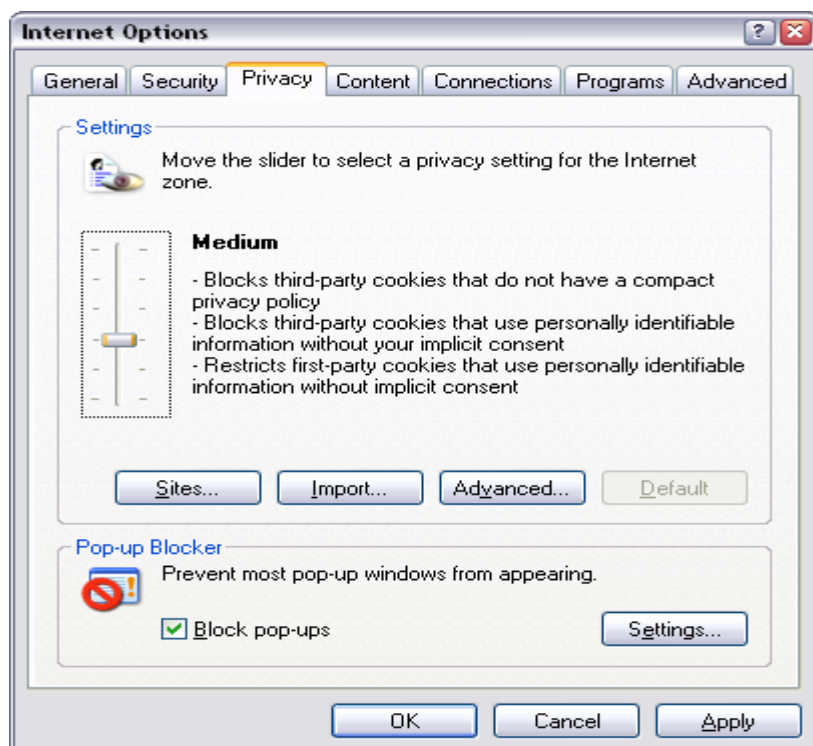 Internet Options
General Security Privacy Content Connections Programs Advanced
Settings
Move the slider to select a privacy setting for the Internet
zone.
Medium
- Blocks third-party cookies that do not have a compact
privacy policy
- Blocks third-party cookies that use personally identifiable
information without your implicit consent
- Restricts first-party cookies that use personally identifiable
information without implicit consent
Sites... Import... Advanced... Default
Pop-up Blocker
Prevent most pop-up windows from appearing.
Block pop-ups Settings...
OK Cancel Apply